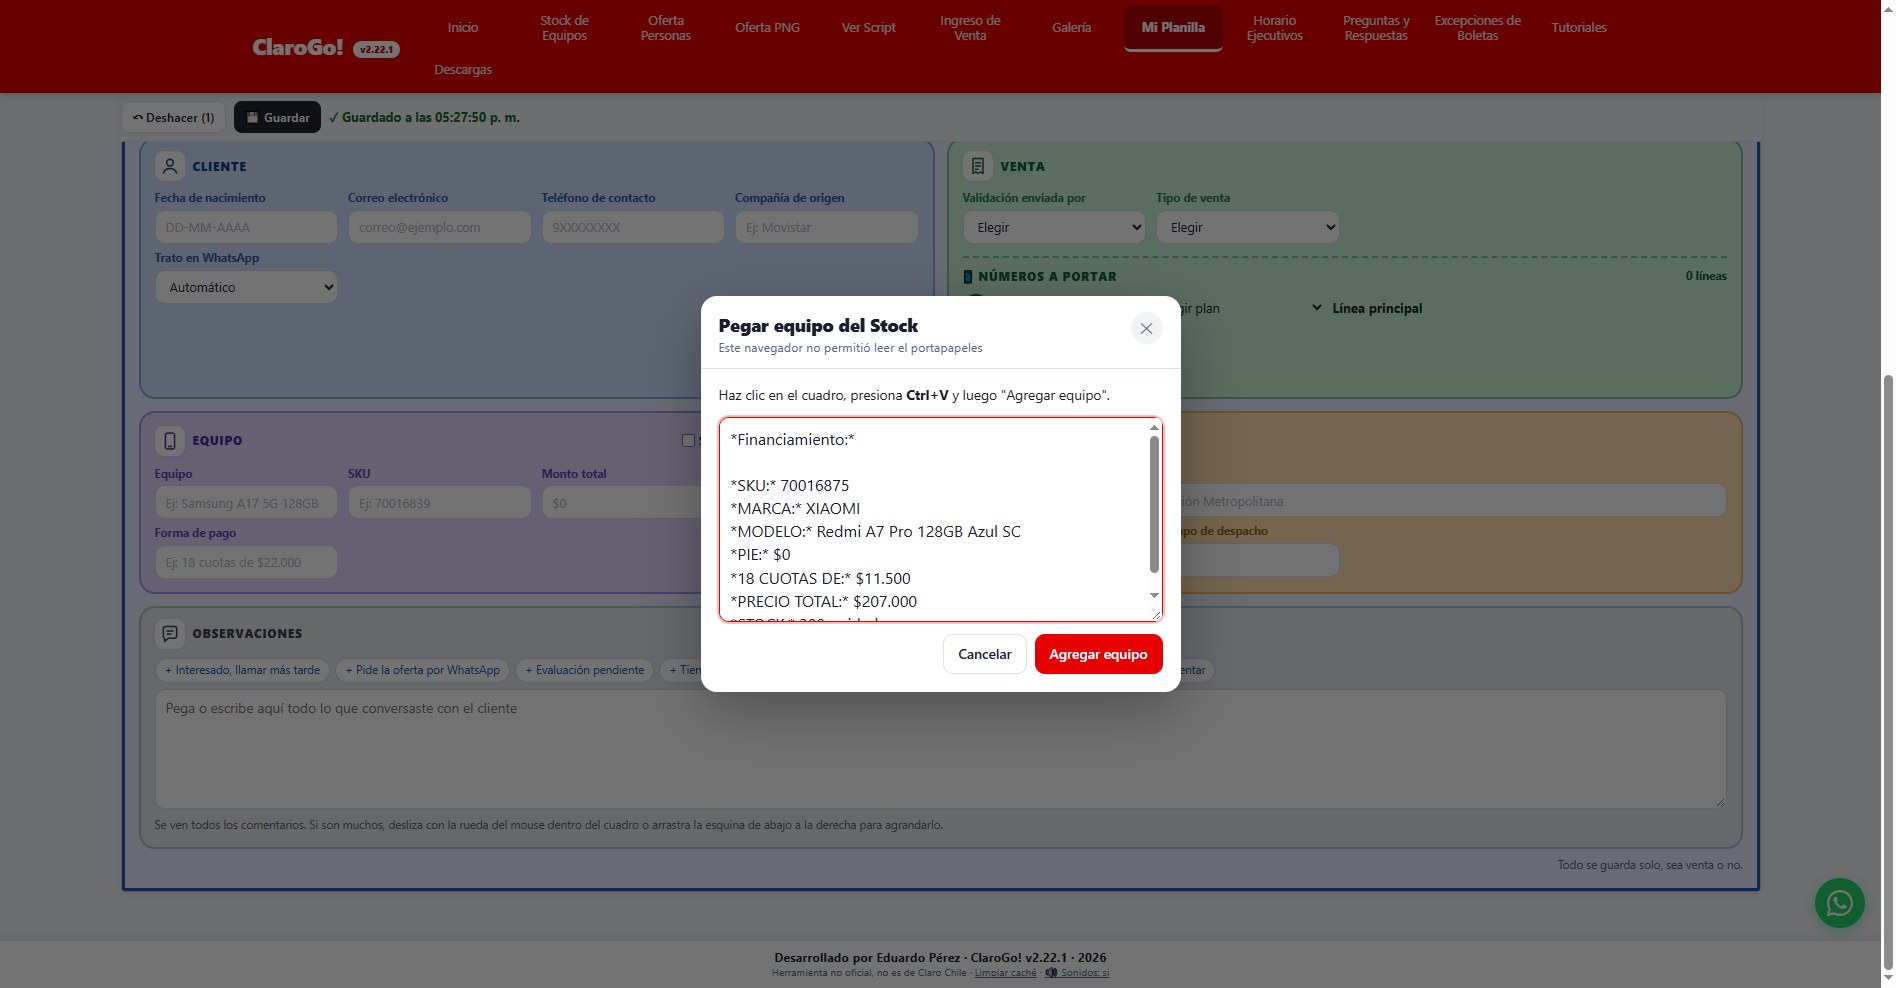 ClaroGo! v2.22.1
Inicio
Stock de Equipos
Oferta Personas
Oferta PNG
Ver Script
Ingreso de Venta
Galería
Mi Planilla
Horario Ejecutivos
Preguntas y Respuestas
Excepciones de Boletas
Tutoriales
Descargas
Deshacer (1)
Guardar
✓ Guardado a las 05:27:50 p. m.
CLIENTE
Fecha de nacimiento
Correo electrónico
Teléfono de contacto
Compañía de origen
DD-MM-AAAA
correo@ejemplo.com
9XXXXXXXX
Ej: Movistar
Trato en WhatsApp
Automático
VENTA
Validación enviada por
Tipo de venta
Elegir
Elegir
NÚMEROS A PORTAR
0 líneas
gir plan
Línea principal
Pegar equipo del Stock
Este navegador no permitió leer el portapapeles
Haz clic en el cuadro, presiona Ctrl+V y luego "Agregar equipo".
*Financiamiento:*
*SKU:* 70016875
*MARCA:* XIAOMI
*MODELO:* Redmi A7 Pro 128GB Azul SC
*PIE:* $0
*18 CUOTAS DE:* $11.500
*PRECIO TOTAL:* $207.000
Cancelar
Agregar equipo
EQUIPO
Equipo
SKU
Monto total
Ej: Samsung A17 5G 128GB
Ej: 70016839
$0
Forma de pago
Ej: 18 cuotas de $22.000
ión Metropolitana
po de despacho
OBSERVACIONES
+ Interesado, llamar más tarde
+ Pide la oferta por WhatsApp
+ Evaluación pendiente
+ Tien
entar
Pega o escribe aquí todo lo que conversaste con el cliente
Se ven todos los comentarios. Si son muchos, desliza con la rueda del mouse dentro del cuadro o arrastra la esquina de abajo a la derecha para agrandarlo.
Todo se guarda solo, sea venta o no.
Desarrollado por Eduardo Pérez · ClaroGo! v2.22.1 · 2026
Herramienta no oficial, no es de Claro Chile · Limpiar caché · Sonidos: sí